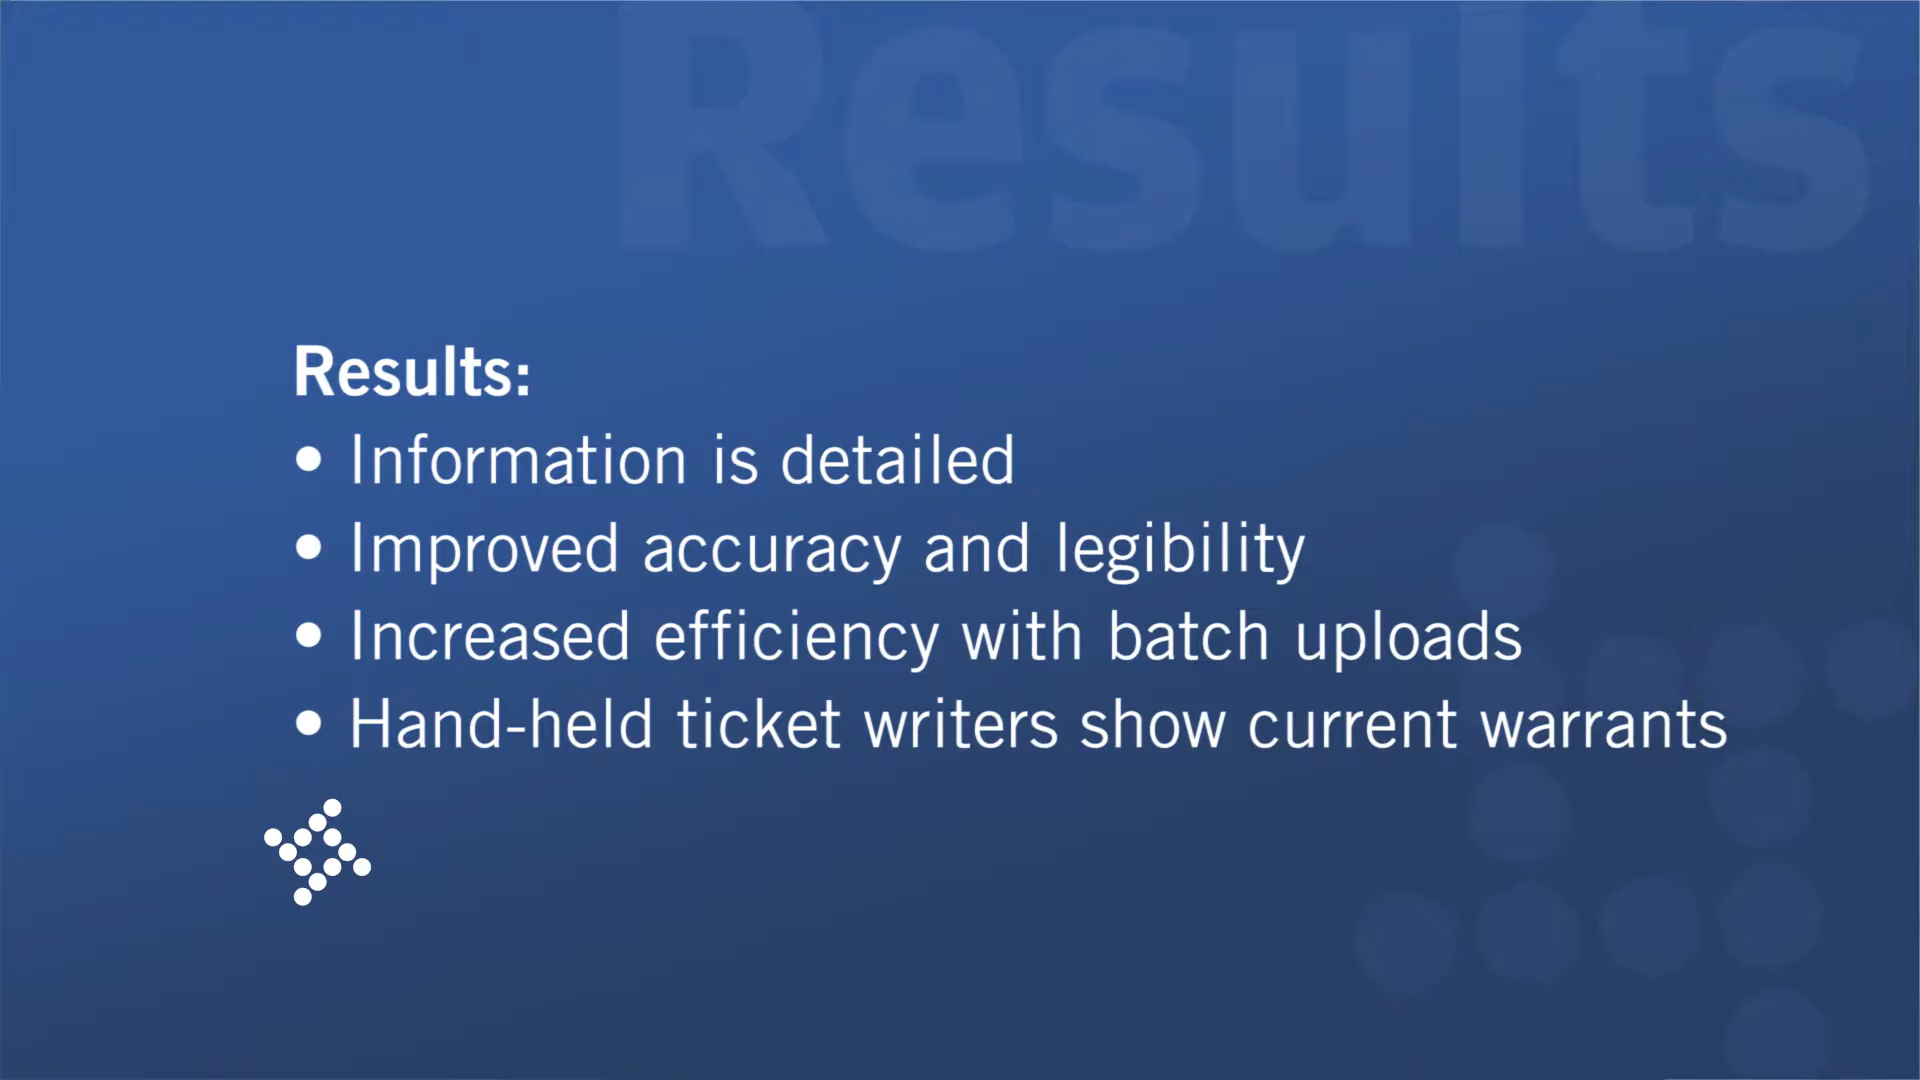 Results
Results:
• Information is detailed
• Improved accuracy and legibility
• Increased efficiency with batch uploads
• Hand-held ticket writers show current warrants